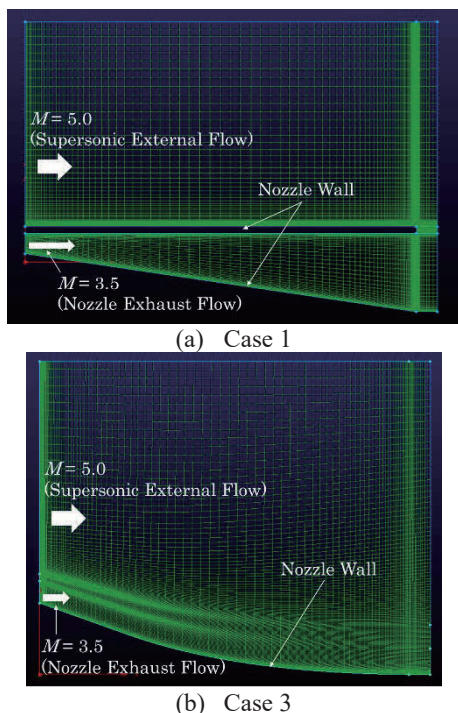 M = 5.0
(Supersonic External Flow)
Nozzle Wall
M = 3.5
(Nozzle Exhaust Flow)
(a) Case 1
M = 5.0
(Supersonic External Flow)
Nozzle Wall
M = 3.5
(Nozzle Exhaust Flow)
(b) Case 3